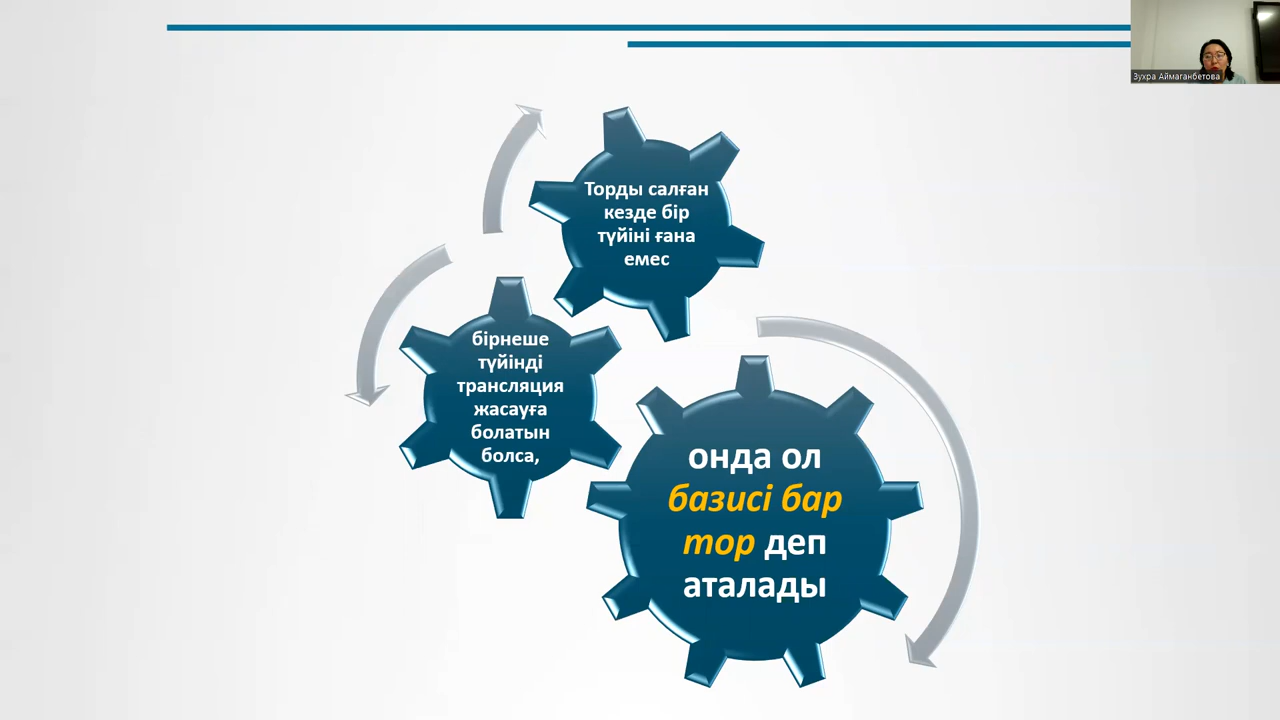 Зухра Аймаганбетова
Торды салған
кезде бір
түйіні ғана
емес
бірнеше
түйінді
трансляция
жасауға
болатын
болса,
онда ол
базисі бар
тор деп
аталады